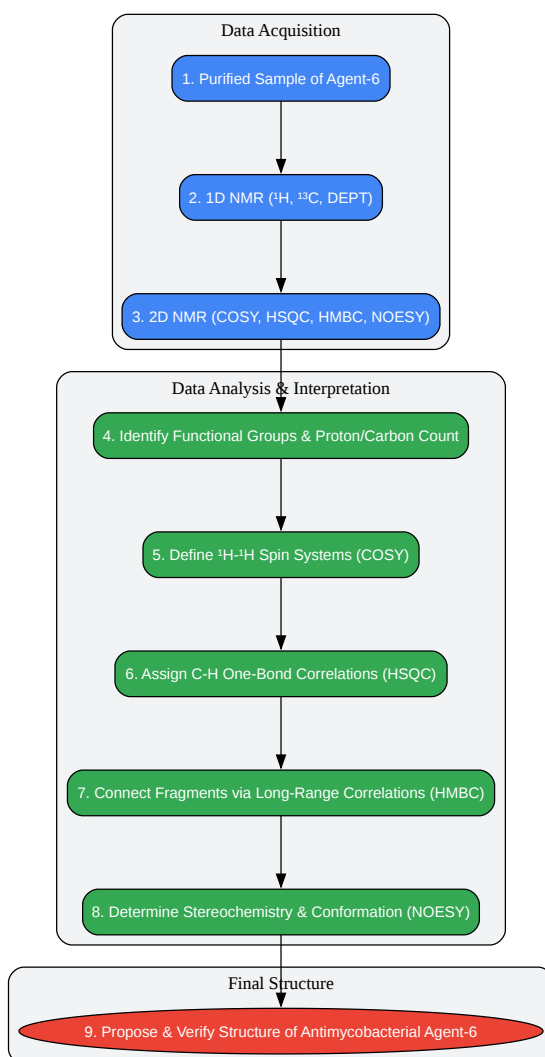 Data Acquisition
1. Purified Sample of Agent-6
2. 1D NMR (¹H, ¹³C, DEPT)
3. 2D NMR (COSY, HSQC, HMBC, NOESY)
Data Analysis & Interpretation
4. Identify Functional Groups & Proton/Carbon Count
5. Define ¹H-¹H Spin Systems (COSY)
6. Assign C-H One-Bond Correlations (HSQC)
7. Connect Fragments via Long-Range Correlations (HMBC)
8. Determine Stereochemistry & Conformation (NOESY)
Final Structure
9. Propose & Verify Structure of Antimycobacterial Agent-6